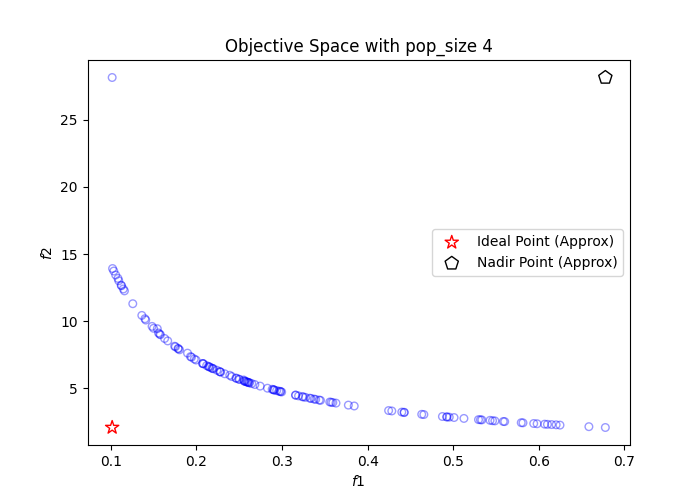 Objective Space with pop_size 4
f2
25
20
15
10
5
Ideal Point (Approx)
Nadir Point (Approx)
0.1
0.2
0.3
0.4
0.5
0.6
0.7
f1